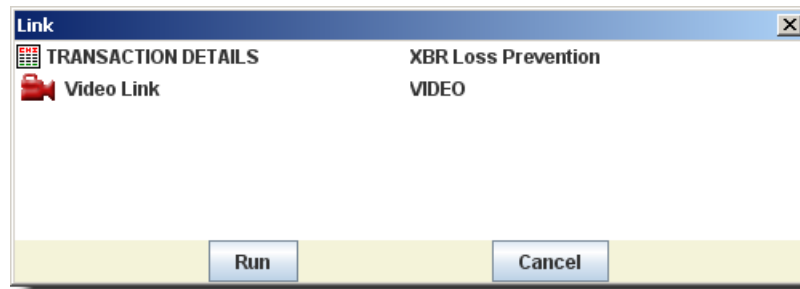 Link
TRANSACTION DETAILS XBR Loss Prevention
Video Link VIDEO
Run Cancel